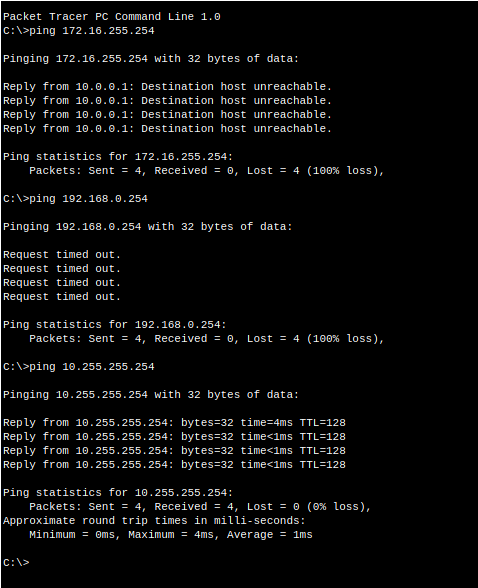 Packet Tracer PC Command Line 1.0
C:\>ping 172.16.255.254
Pinging 172.16.255.254 with 32 bytes of data:
Reply from 10.0.0.1: Destination host unreachable.
Reply from 10.0.0.1: Destination host unreachable.
Reply from 10.0.0.1: Destination host unreachable.
Reply from 10.0.0.1: Destination host unreachable.
Ping statistics for 172.16.255.254:
    Packets: Sent = 4, Received = 0, Lost = 4 (100% loss),
C:\>ping 192.168.0.254
Pinging 192.168.0.254 with 32 bytes of data:
Request timed out.
Request timed out.
Request timed out.
Request timed out.
Ping statistics for 192.168.0.254:
    Packets: Sent = 4, Received = 0, Lost = 4 (100% loss),
C:\>ping 10.255.255.254
Pinging 10.255.255.254 with 32 bytes of data:
Reply from 10.255.255.254: bytes=32 time=4ms TTL=128
Reply from 10.255.255.254: bytes=32 time<1ms TTL=128
Reply from 10.255.255.254: bytes=32 time<1ms TTL=128
Reply from 10.255.255.254: bytes=32 time<1ms TTL=128
Ping statistics for 10.255.255.254:
    Packets: Sent = 4, Received = 4, Lost = 0 (0% loss),
Approximate round trip times in milli-seconds:
    Minimum = 0ms, Maximum = 4ms, Average = 1ms
C:\>